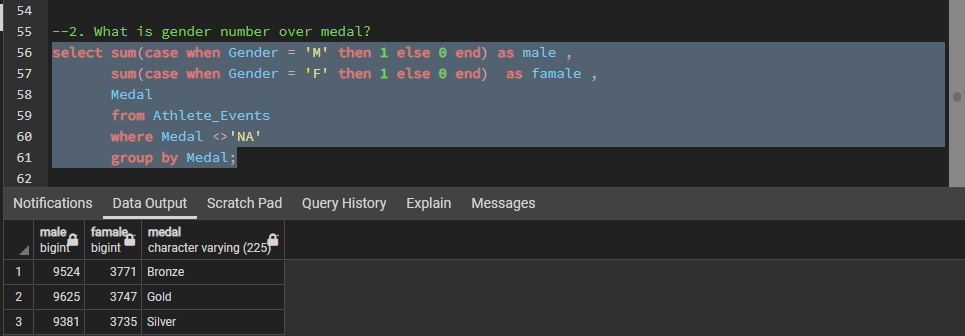 54
55 --2. What is gender number over medal?
56 select sum(case when Gender = 'M' then 1 else 0 end) as male ,
57 sum(case when Gender = 'F' then 1 else 0 end)  as famale ,
58 Medal
59 from Athlete_Events
60 where Medal <>'NA'
61 group by Medal;
62
Notifications Data Output Scratch Pad Query History Explain Messages
male famale medal
bigint bigint character varying (225)
1 9524 3771 Bronze
2 9625 3747 Gold
3 9381 3735 Silver